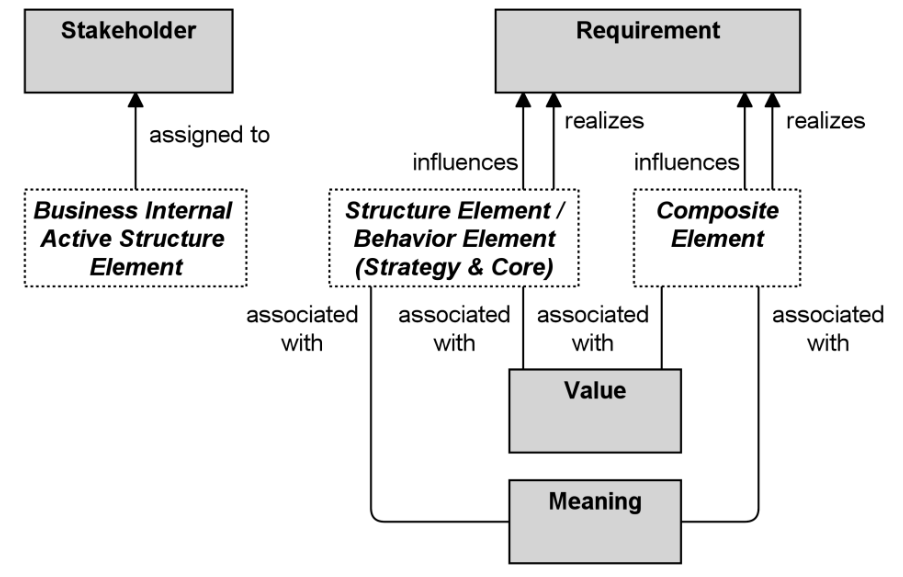 Stakeholder
Requirement
assigned to
realizes
realizes
influences
influences
Business Internal
Active Structure
Element
Structure Element /
Behavior Element
(Strategy & Core)
Composite
Element
associated
with
associated
with
associated
with
associated
with
Value
Meaning